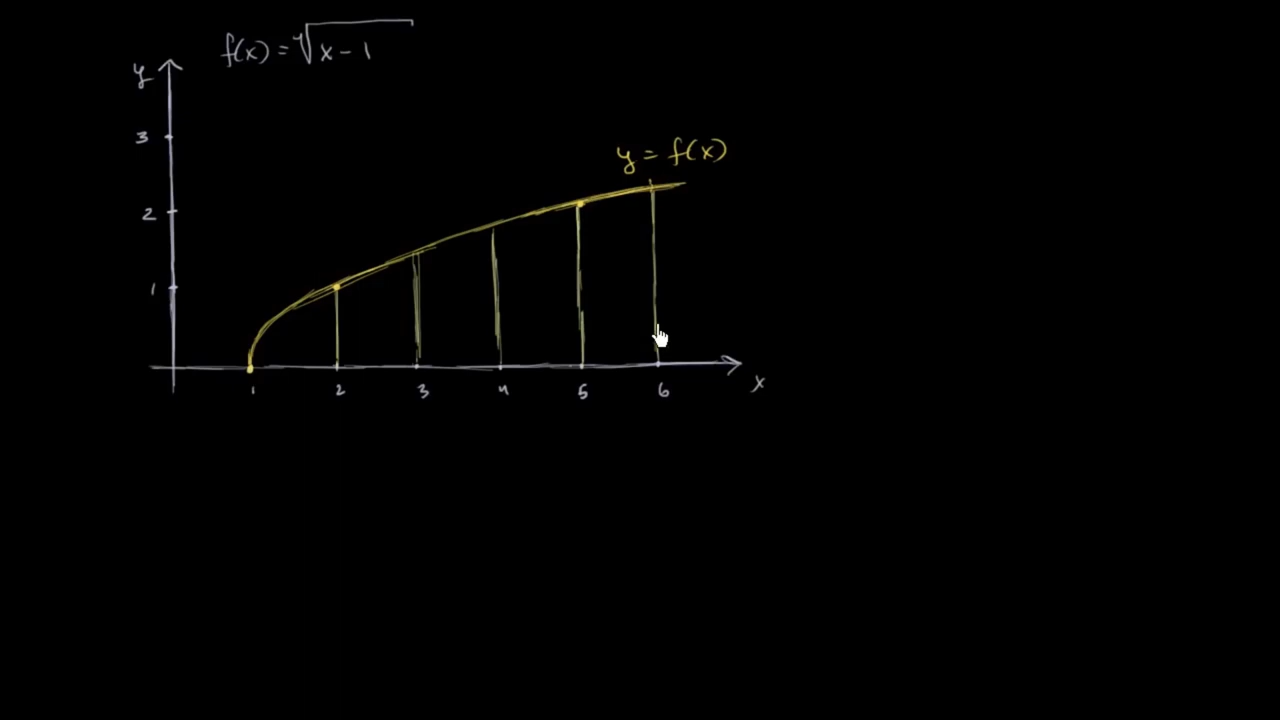 f(x) = √x - 1
y
3
y = f(x)
2
1
1 2 3 4 5 6
x